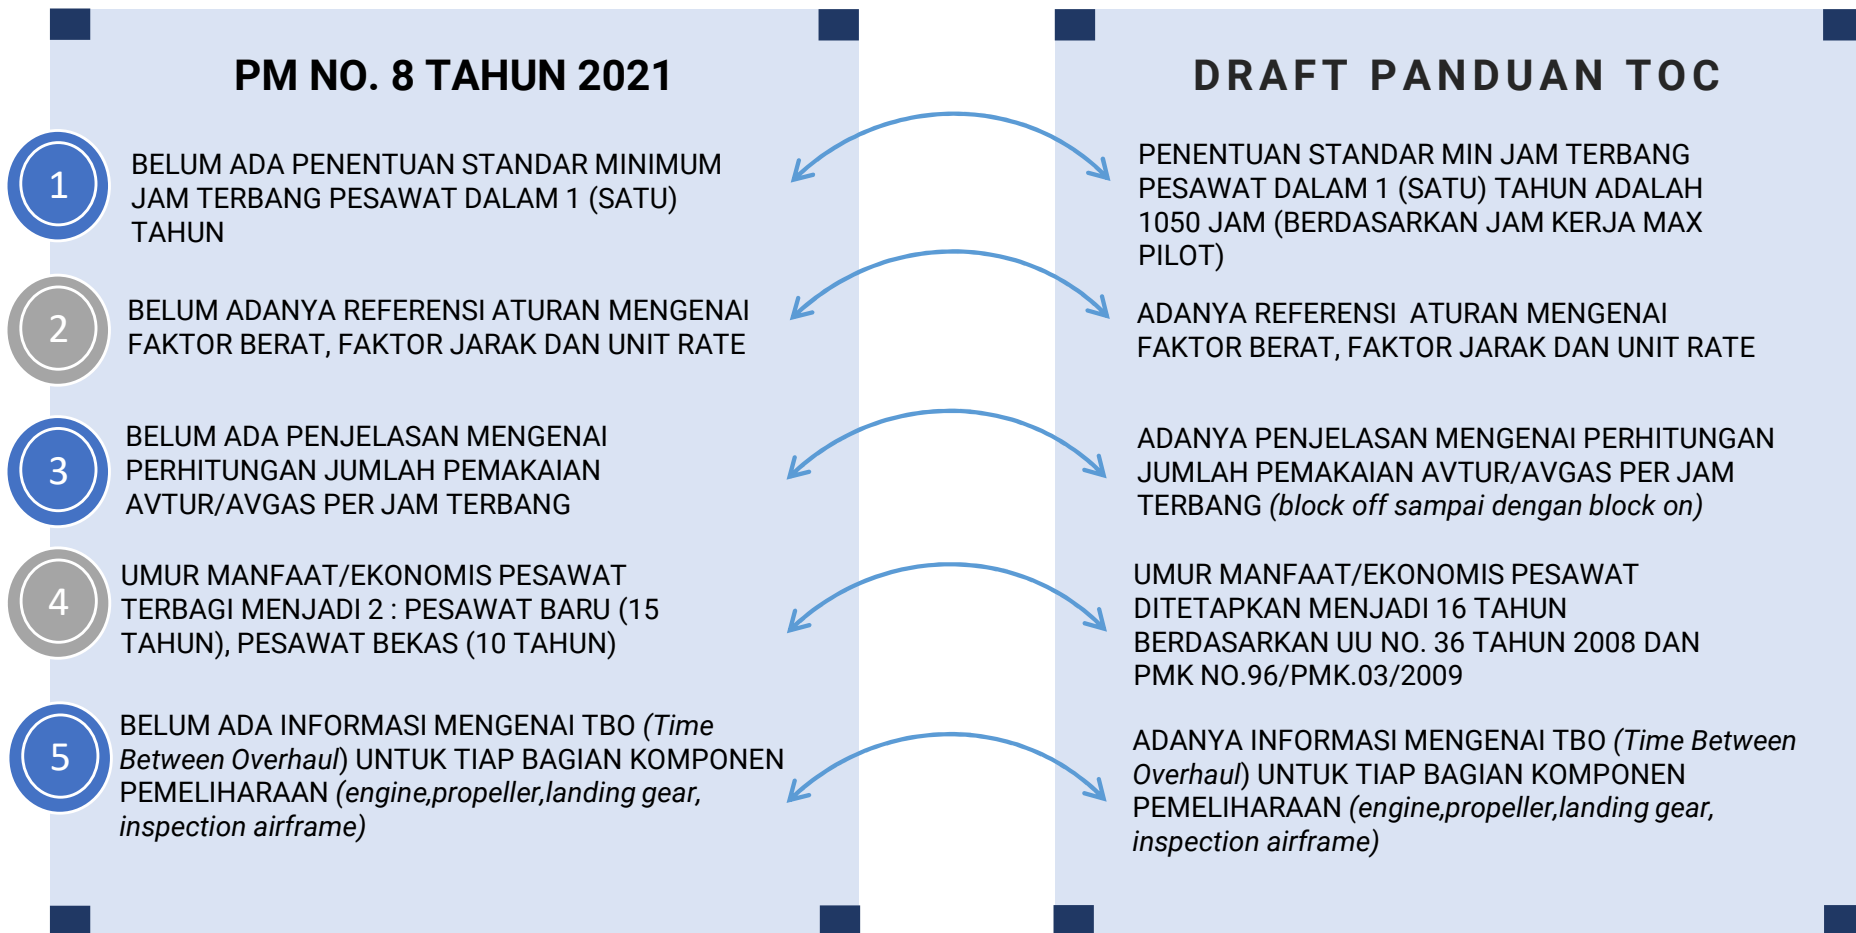 PM NO. 8 TAHUN 2021
1
BELUM ADA PENENTUAN STANDAR MINIMUM
JAM TERBANG PESAWAT DALAM 1 (SATU)
TAHUN
2
BELUM ADANYA REFERENSI ATURAN MENGENAI
FAKTOR BERAT, FAKTOR JARAK DAN UNIT RATE
3
BELUM ADA PENJELASAN MENGENAI
PERHITUNGAN JUMLAH PEMAKAIAN
AVTUR/AVGAS PER JAM TERBANG
4
UMUR MANFAAT/EKONOMIS PESAWAT
TERBAGI MENJADI 2 : PESAWAT BARU (15
TAHUN), PESAWAT BEKAS (10 TAHUN)
5
BELUM ADA INFORMASI MENGENAI TBO (Time
Between Overhaul) UNTUK TIAP BAGIAN KOMPONEN
PEMELIHARAAN (engine,propeller,landing gear,
inspection airframe)
DRAFT PANDUAN TOC
PENENTUAN STANDAR MIN JAM TERBANG
PESAWAT DALAM 1 (SATU) TAHUN ADALAH
1050 JAM (BERDASARKAN JAM KERJA MAX
PILOT)
ADANYA REFERENSI ATURAN MENGENAI
FAKTOR BERAT, FAKTOR JARAK DAN UNIT RATE
ADANYA PENJELASAN MENGENAI PERHITUNGAN
JUMLAH PEMAKAIAN AVTUR/AVGAS PER JAM
TERBANG (block off sampai dengan block on)
UMUR MANFAAT/EKONOMIS PESAWAT
DITETAPKAN MENJADI 16 TAHUN
BERDASARKAN UU NO. 36 TAHUN 2008 DAN
PMK NO.96/PMK.03/2009
ADANYA INFORMASI MENGENAI TBO (Time Between
Overhaul) UNTUK TIAP BAGIAN KOMPONEN
PEMELIHARAAN (engine,propeller,landing gear,
inspection airframe)